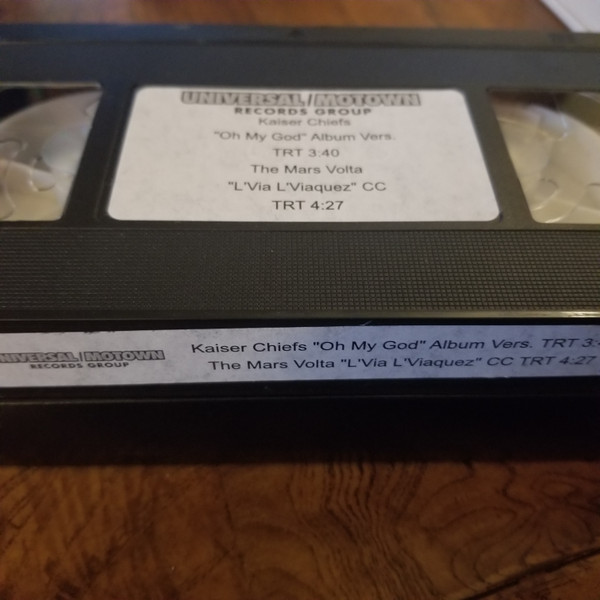 UNIVERSAL/MOTOWN
RECORDS GROUP
Kaiser Chiefs
"Oh My God" Album Vers.
TRT 3:40
The Mars Volta
"L'Via L'Viaquez" CC
TRT 4:27
UNIVERSAL/MOTOWN
RECORDS GROUP
Kaiser Chiefs "Oh My God" Album Vers. TRT
The Mars Volta "L'Via L'Viaquez" CC TRT 4:27